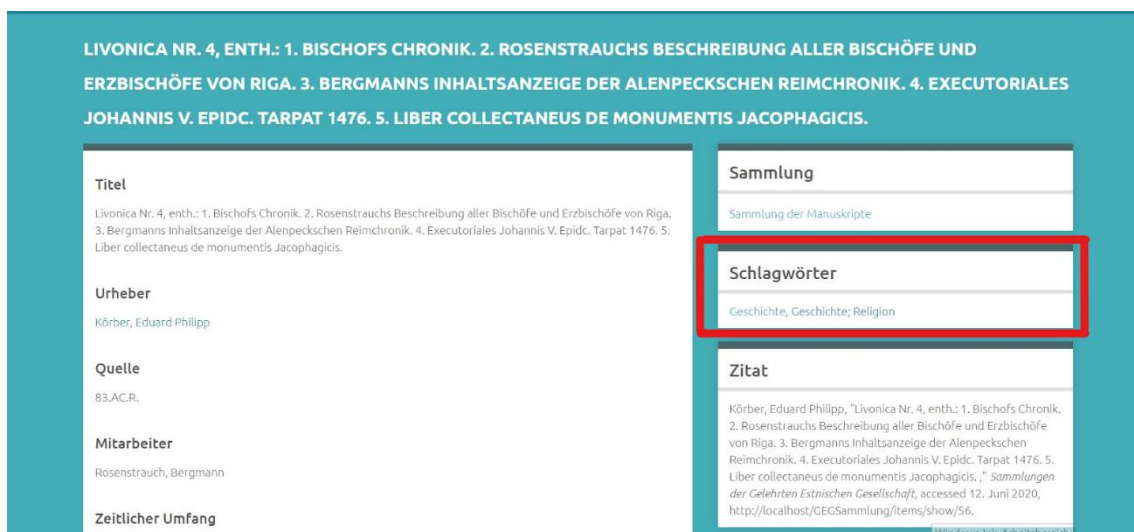 LIVONICA NR. 4, ENTH.: 1. BISCHOFS CHRONIK. 2. ROSENSTRAUCHS BESCHREIBUNG ALLER BISCHÖFE UND
ERZBISCHÖFE VON RIGA. 3. BERGMANNS INHALTSANZEIGE DER ALENPECKSCHEN REIMCHRONIK. 4. EXECUTORIALES
JOHANNIS V. EPIDC. TARPAT 1476. 5. LIBER COLLECTANEUS DE MONUMENTIS JACOPHAGICIS.
Titel
Livonica Nr. 4, enth.: 1. Bischofs Chronik. 2. Rosenstrauchs Beschreibung aller Bischöfe und Erzbischöfe von Riga.
3. Bergmanns Inhaltsanzeige der Alenpeckschen Reimchronik. 4. Executoriales Johannis V. Epidc. Tarpat 1476. 5.
Liber collectaneus de monumentis Jacophagicis.
Urheber
Körber, Eduard Philipp
Quelle
83.AC.R.
Mitarbeiter
Rosenstrauch, Bergmann
Zeitlicher Umfang
Sammlung
Sammlung der Manuskripte
Schlagwörter
Geschichte, Geschichte; Religion
Zitat
Körber, Eduard Philipp, "Livonica Nr. 4, enth.: 1. Bischofs Chronik.
2. Rosenstrauchs Beschreibung aller Bischöfe und Erzbischöfe
von Riga. 3. Bergmanns Inhaltsanzeige der Alenpeckschen
Reimchronik. 4. Executoriales Johannis V. Epidc. Tarpat 1476. 5.
Liber collectaneus de monumentis Jacophagicis. ," Sammlungen
der Gelehrten Estnischen Gesellschaft, accessed 12. Juni 2020,
http://localhost/GEGSammlung/items/show/56.